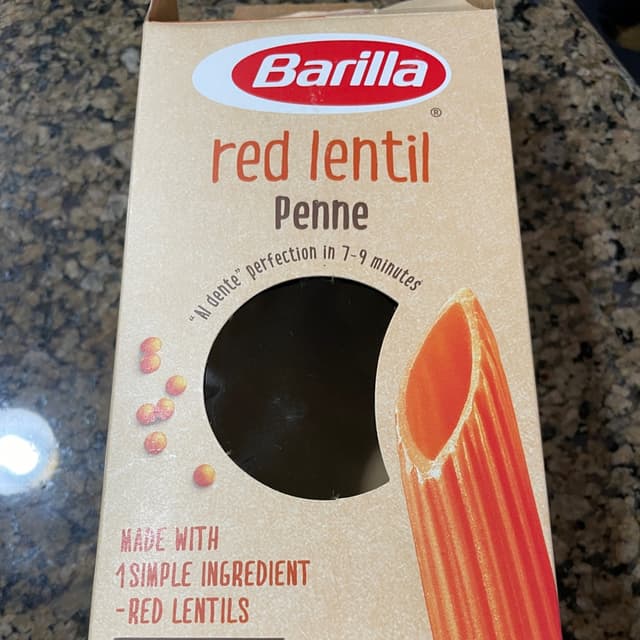 Barilla
®
red lentil
Penne
"Al dente" perfection in 7-9 minutes
MADE WITH
1 SIMPLE INGREDIENT
- RED LENTILS